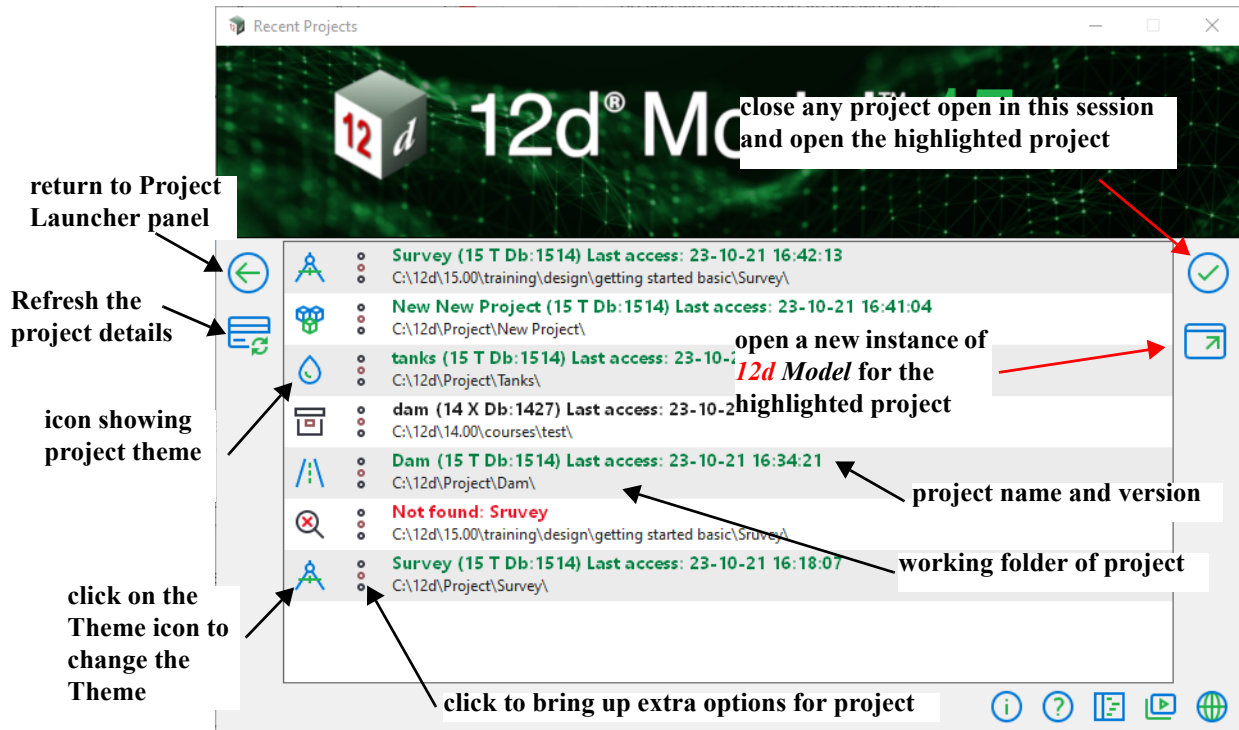 Recent Projects
12d® Mo
close any project open in this session
and open the highlighted project
12 d
return to Project
Launcher panel
Survey (15 T Db:1514) Last access: 23-10-21 16:42:13
C:\12d\15.00\training\design\getting started basic\Survey\
Refresh the
project details
New New Project (15 T Db:1514) Last access: 23-10-21 16:41:04
C:\12d\Project\New Project\
open a new instance of
12d Model for the
highlighted project
tanks (15 T Db:1514) Last access: 23-10-2
C:\12d\Project\Tanks\
icon showing
project theme
dam (14 X Db:1427) Last access: 23-10-2
C:\12d\14.00\courses\test\
Dam (15 T Db:1514) Last access: 23-10-21 16:34:21
C:\12d\Project\Dam\
project name and version
Not found: Sruvey
C:\12d\15.00\training\design\getting started basic\Sruvey\
working folder of project
Survey (15 T Db:1514) Last access: 23-10-21 16:18:07
C:\12d\Project\Survey\
click on the
Theme icon to
change the
Theme
click to bring up extra options for project